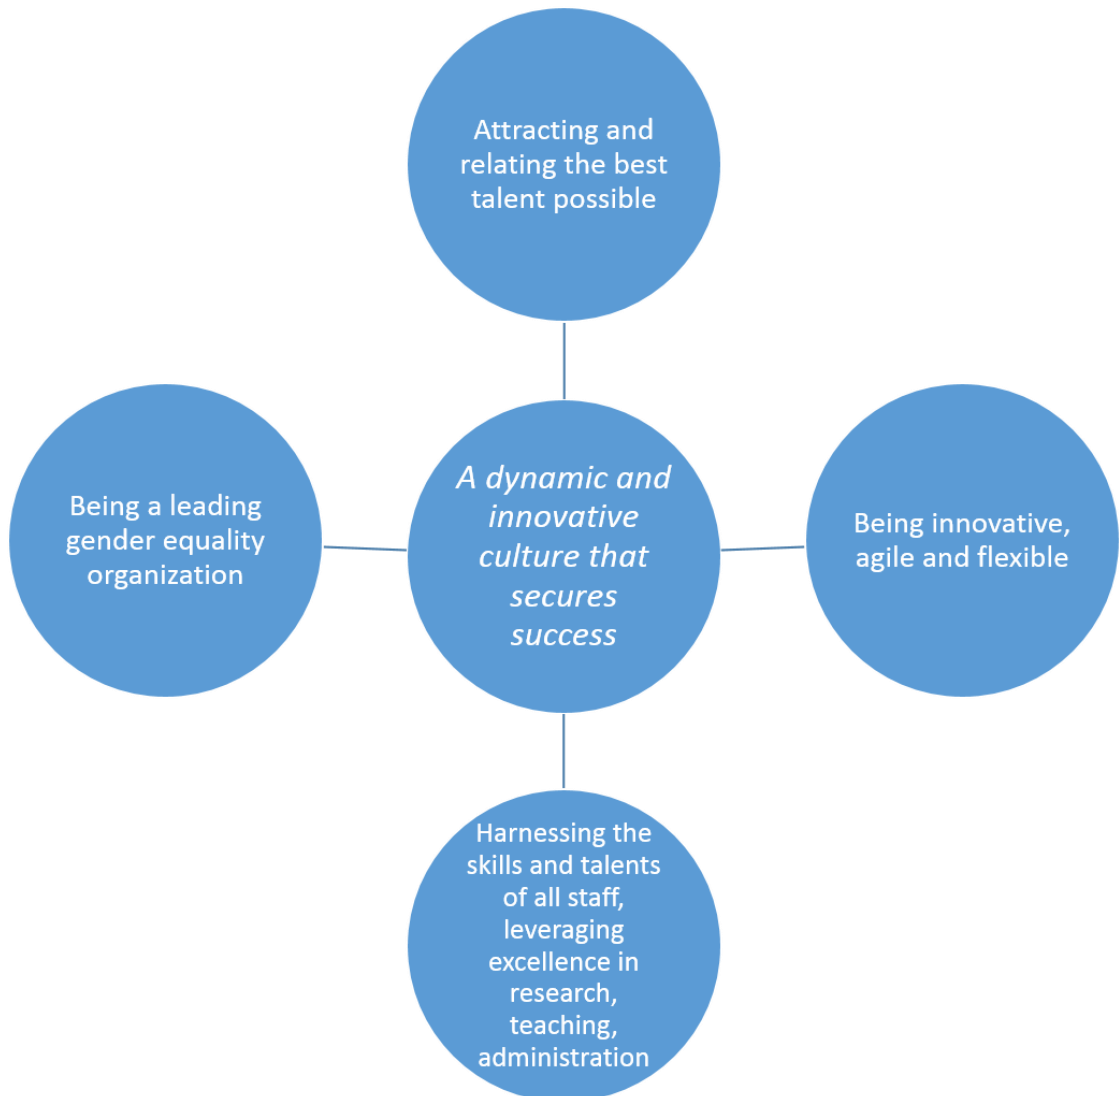 Attracting and
relating the best
talent possible
Being a leading
gender equality
organization
A dynamic and
innovative
culture that
secures
success
Being innovative,
agile and flexible
Harnessing the
skills and talents
of all staff,
leveraging
excellence in
research,
teaching,
administration